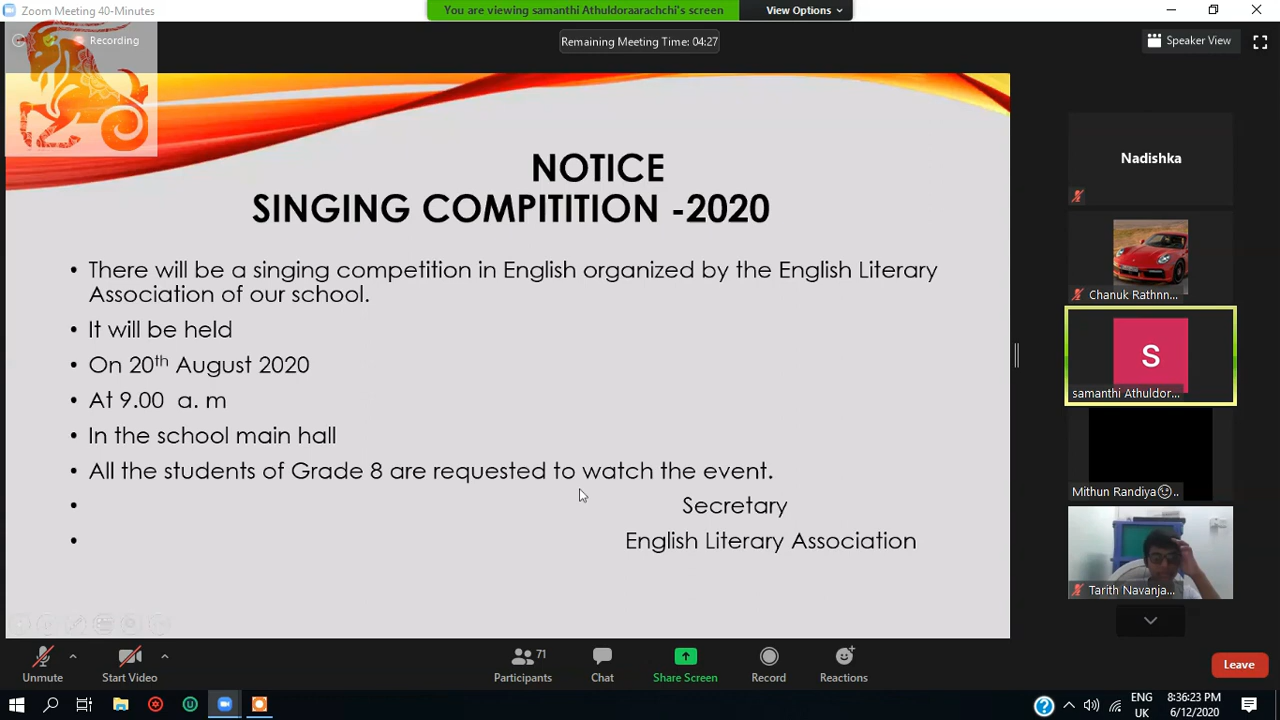 Zoom Meeting 40-Minutes
You are viewing samanthi Athuldoraarachchi's screen
View Options
Recording
Remaining Meeting Time: 04:27
Speaker View
NOTICE
SINGING COMPITITION -2020
• There will be a singing competition in English organized by the English Literary
Association of our school.
• It will be held
• On 20th August 2020
• At 9.00 a. m
• In the school main hall
• All the students of Grade 8 are requested to watch the event.
• Secretary
• English Literary Association
Nadishka
Chanuk Rathnn...
S
samanthi Athuldor...
Mithun Randiya😉..
Tarith Navanja...
Unmute
Start Video
71
Participants
Chat
Share Screen
Record
Reactions
Leave
ENG
UK
8:36:23 PM
6/12/2020